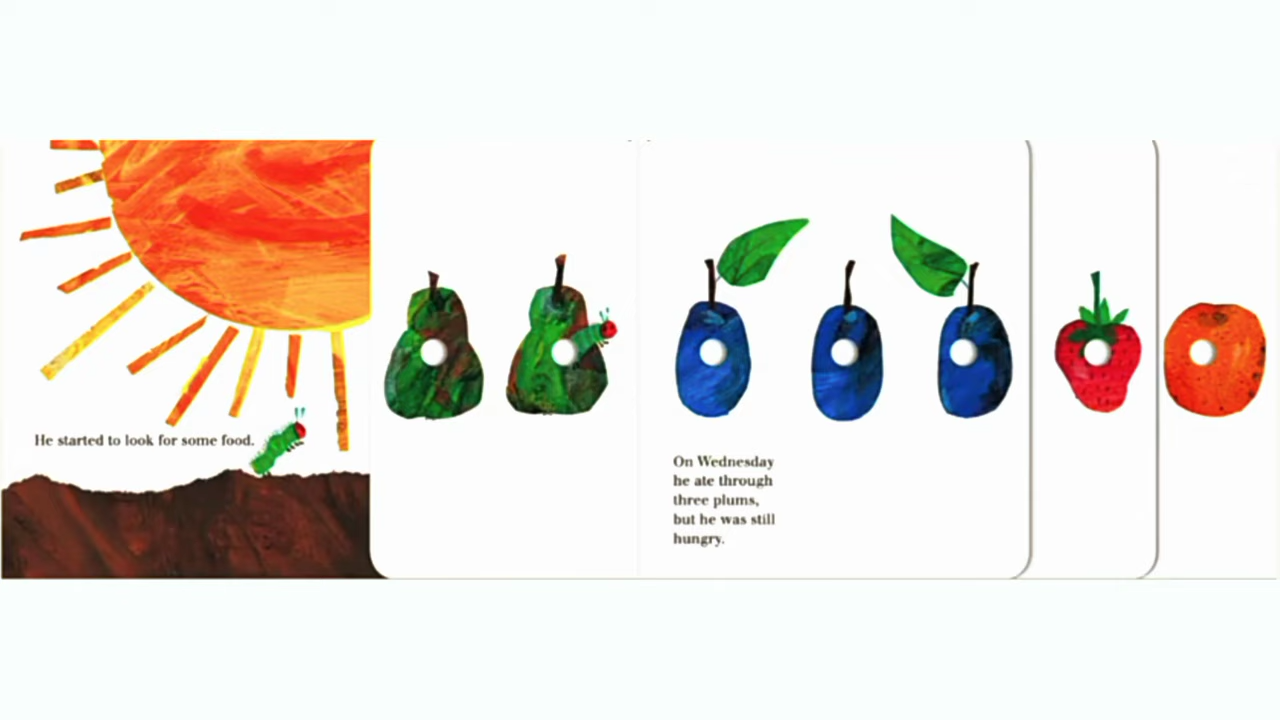 He started to look for some food.
On Wednesday
he ate through
three plums,
but he was still
hungry.